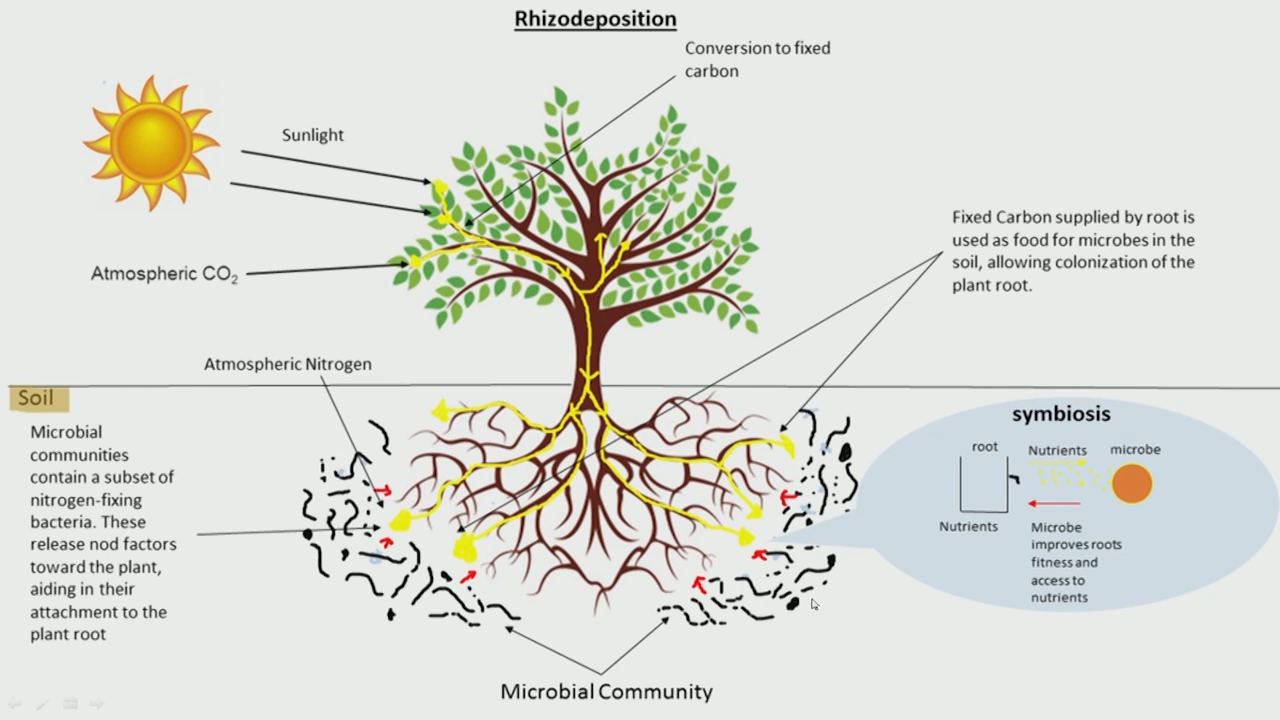 Rhizodeposition
Conversion to fixed
carbon
Sunlight
Atmospheric CO₂
Fixed Carbon supplied by root is
used as food for microbes in the
soil, allowing colonization of the
plant root.
Atmospheric Nitrogen
Soil
Microbial
communities
contain a subset of
nitrogen-fixing
bacteria. These
release nod factors
toward the plant,
aiding in their
attachment to the
plant root
symbiosis
root
Nutrients
microbe
Nutrients
Microbe
improves roots
fitness and
access to
nutrients
Microbial Community